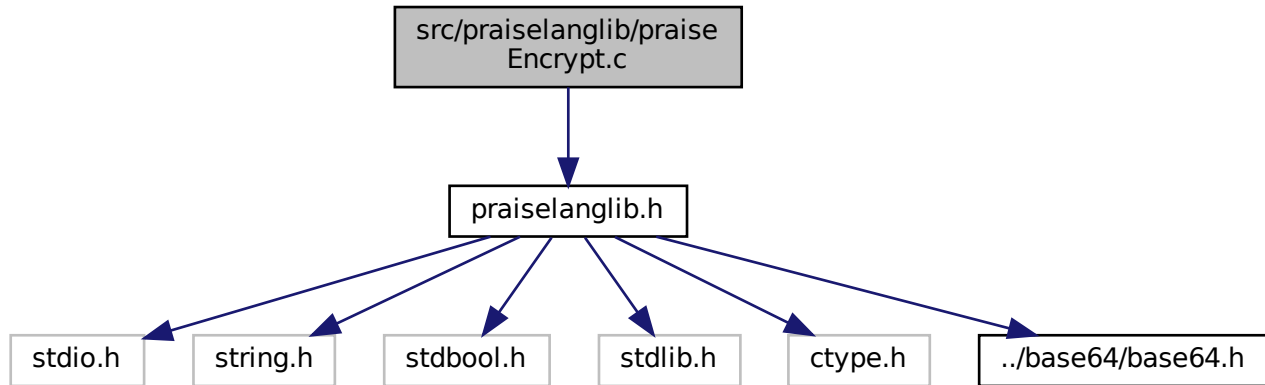 src/praiselanglib/praise
Encrypt.c
praiselanglib.h
stdio.h
string.h
stdbool.h
stdlib.h
ctype.h
../base64/base64.h